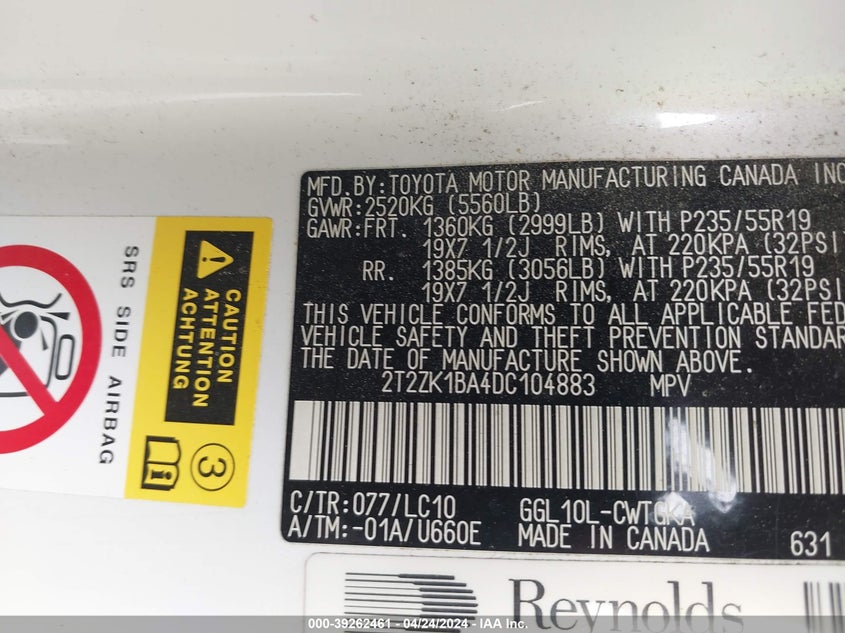 MFD.BY:TOYOTA MOTOR MANUFACTURING CANADA INC
GVWR:2520KG (5560LB)
GAWR:FRT. 1360KG (2999LB) WITH P235/55R19
19X7 1/2J RIMS, AT 220KPA (32PSI
RR. 1385KG (3056LB) WITH P235/55R19
19X7 1/2J RIMS, AT 220KPA (32PSI
THIS VEHICLE CONFORMS TO ALL APPLICABLE FED
VEHICLE SAFETY AND THEFT PREVENTION STANDAR
THE DATE OF MANUFACTURE SHOWN ABOVE.
2T2ZK1BA4DC104883 MPV
C/TR:077/LC10 GGL10L-CWTGKA
A/TM:-01A/U660E MADE IN CANADA 631
SRS SIDE AIRBAG
CAUTION
ATTENTION
ACHTUNG
3
Reynolds
000-39262461 - 04/24/2024 - IAA Inc.